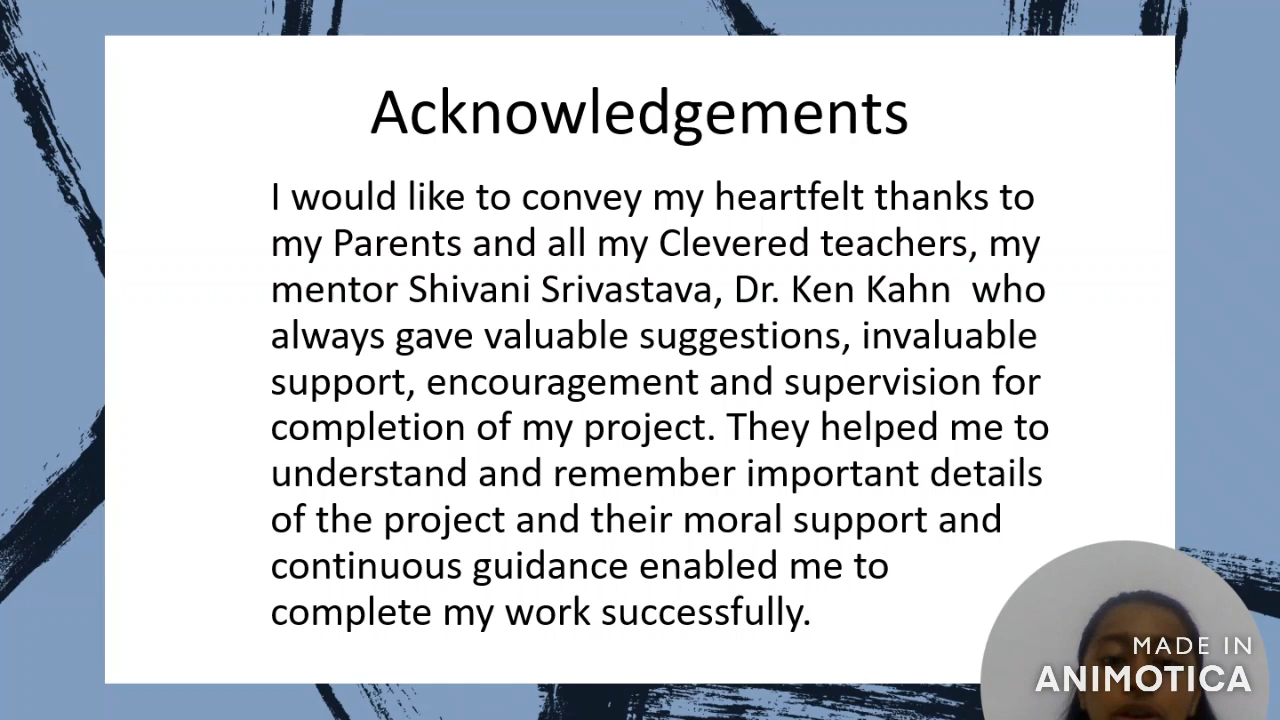 Acknowledgements
I would like to convey my heartfelt thanks to
my Parents and all my Clevered teachers, my
mentor Shivani Srivastava, Dr. Ken Kahn  who
always gave valuable suggestions, invaluable
support, encouragement and supervision for
completion of my project. They helped me to
understand and remember important details
of the project and their moral support and
continuous guidance enabled me to
complete my work successfully.
MADE IN
ANIMOTICA